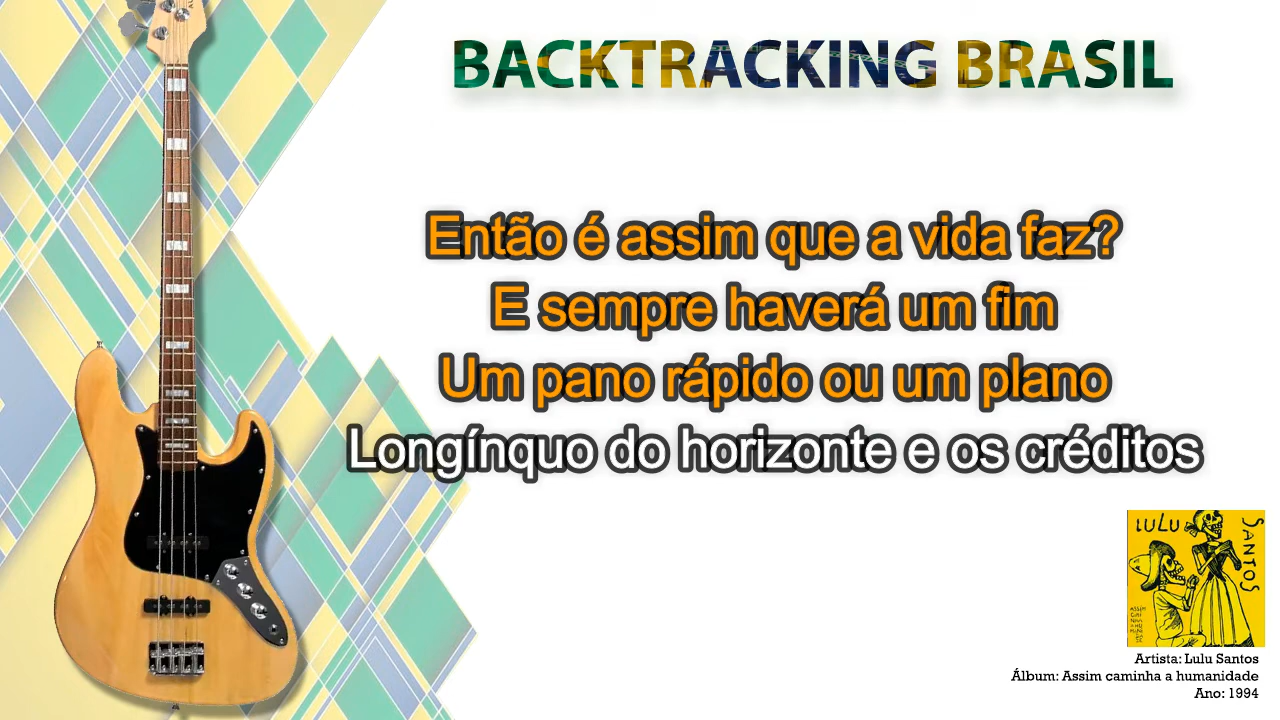 BACKTRACKING BRASIL
Então é assim que a vida faz?
E sempre haverá um fim
Um pano rápido ou um plano
Longínquo do horizonte e os créditos
LULU
SANTOS
Artista: Lulu Santos
Álbum: Assim caminha a humanidade
Ano: 1994